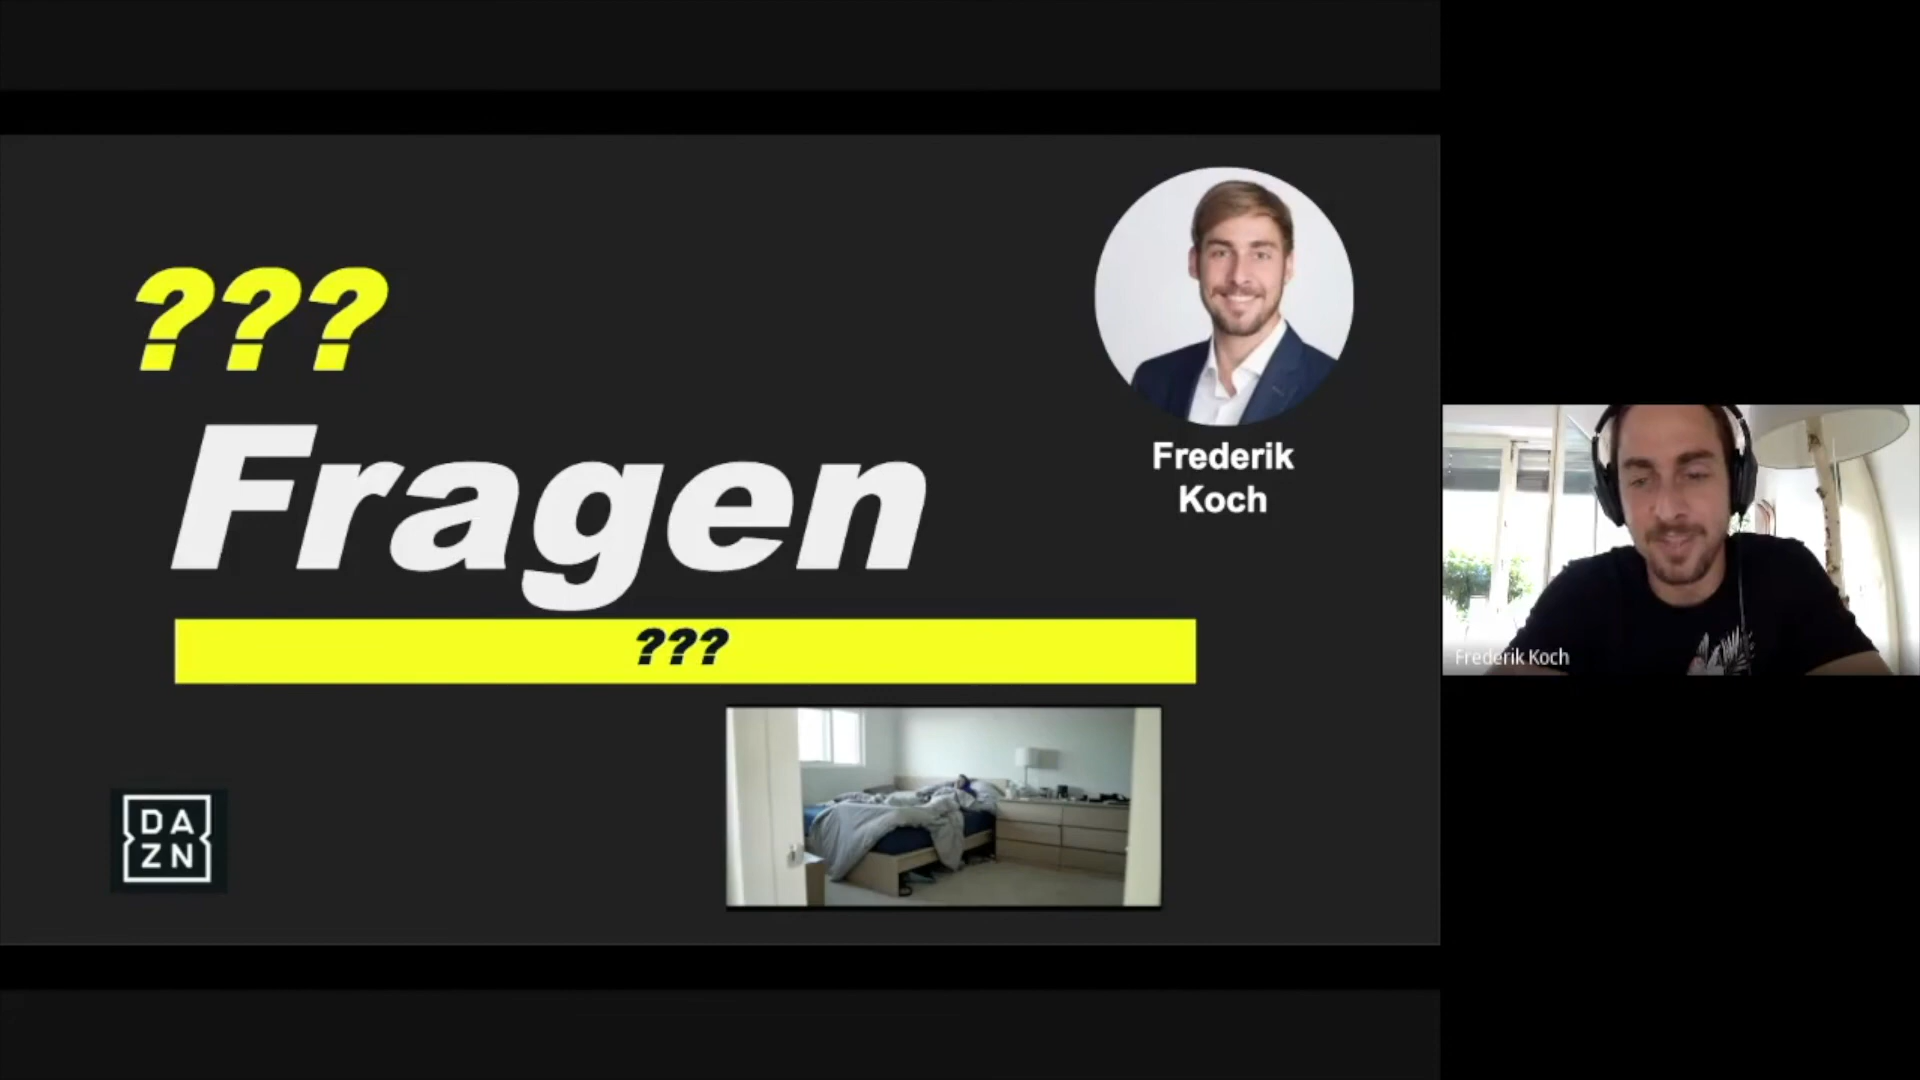 ???
Fragen
???
Frederik
Koch
DA
ZN
Frederik Koch